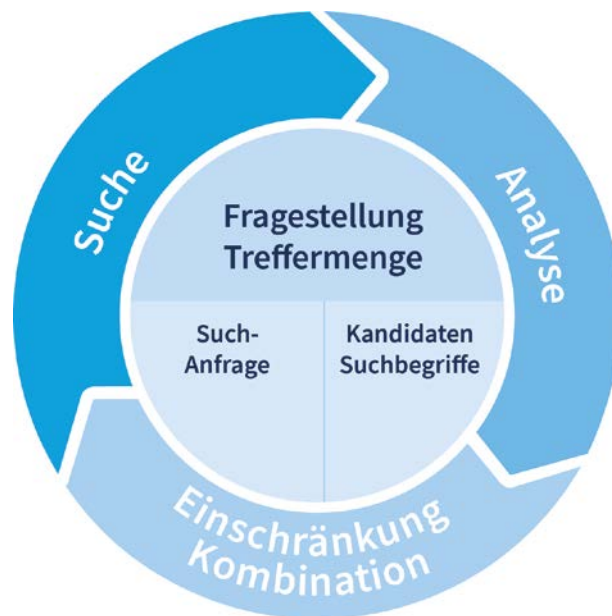 Suche
Analyse
Fragestellung
Treffermenge
Such-
Anfrage
Kandidaten
Suchbegriffe
Einschränkung
Kombination